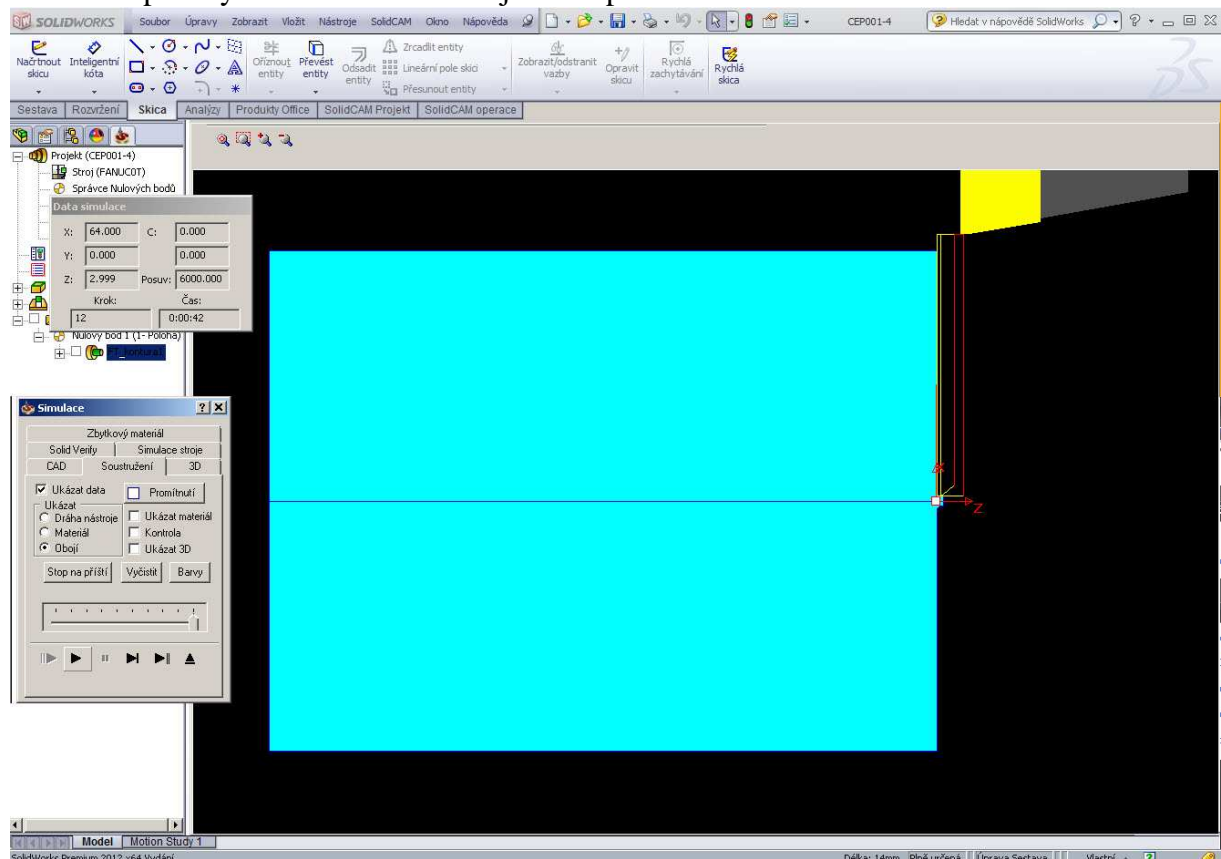 SOLIDWORKS Soubor Úpravy Zobrazit Vložit Nástroje SolidCAM Okno Nápověda CEP001-4 Hledat v nápovědě SolidWorks
Načrtnout skicu
Inteligentní kóta
Oříznout entity
Převést entity
Odsadit entity
Zrcadlit entity
Lineární pole skici
Přesunout entity
Zobrazit/odstranit vazby
Opravit skicu
Rychlá zachytávání
Rychlá skica
Sestava Rozvržení Skica Analýzy Produkty Office SolidCAM Projekt SolidCAM operace
Projekt (CEP001-4)
Stroj (FANUC0T)
Správce Nulových bodů
Data simulace
X: 64.000 C: 0.000
Y: 0.000 0.000
Z: 2.999 Posuv: 6000.000
Krok: Čas:
12 0:00:42
Nulový bod 1 (1- Poloha)
Simulace
Zbytkový materiál
Solid Verify Simulace stroje
CAD Soustružení 3D
Ukázat data Promítnutí
Ukázat
Dráha nástroje Ukázat materiál
Materiál Kontrola
Obojí Ukázat 3D
Stop na příští Vyčistit Barvy
Z
Model Motion Study 1
SolidWorks Premium 2012 x64 Vydání Délka: 14mm Plně určená Úprava Sestava Vlastní